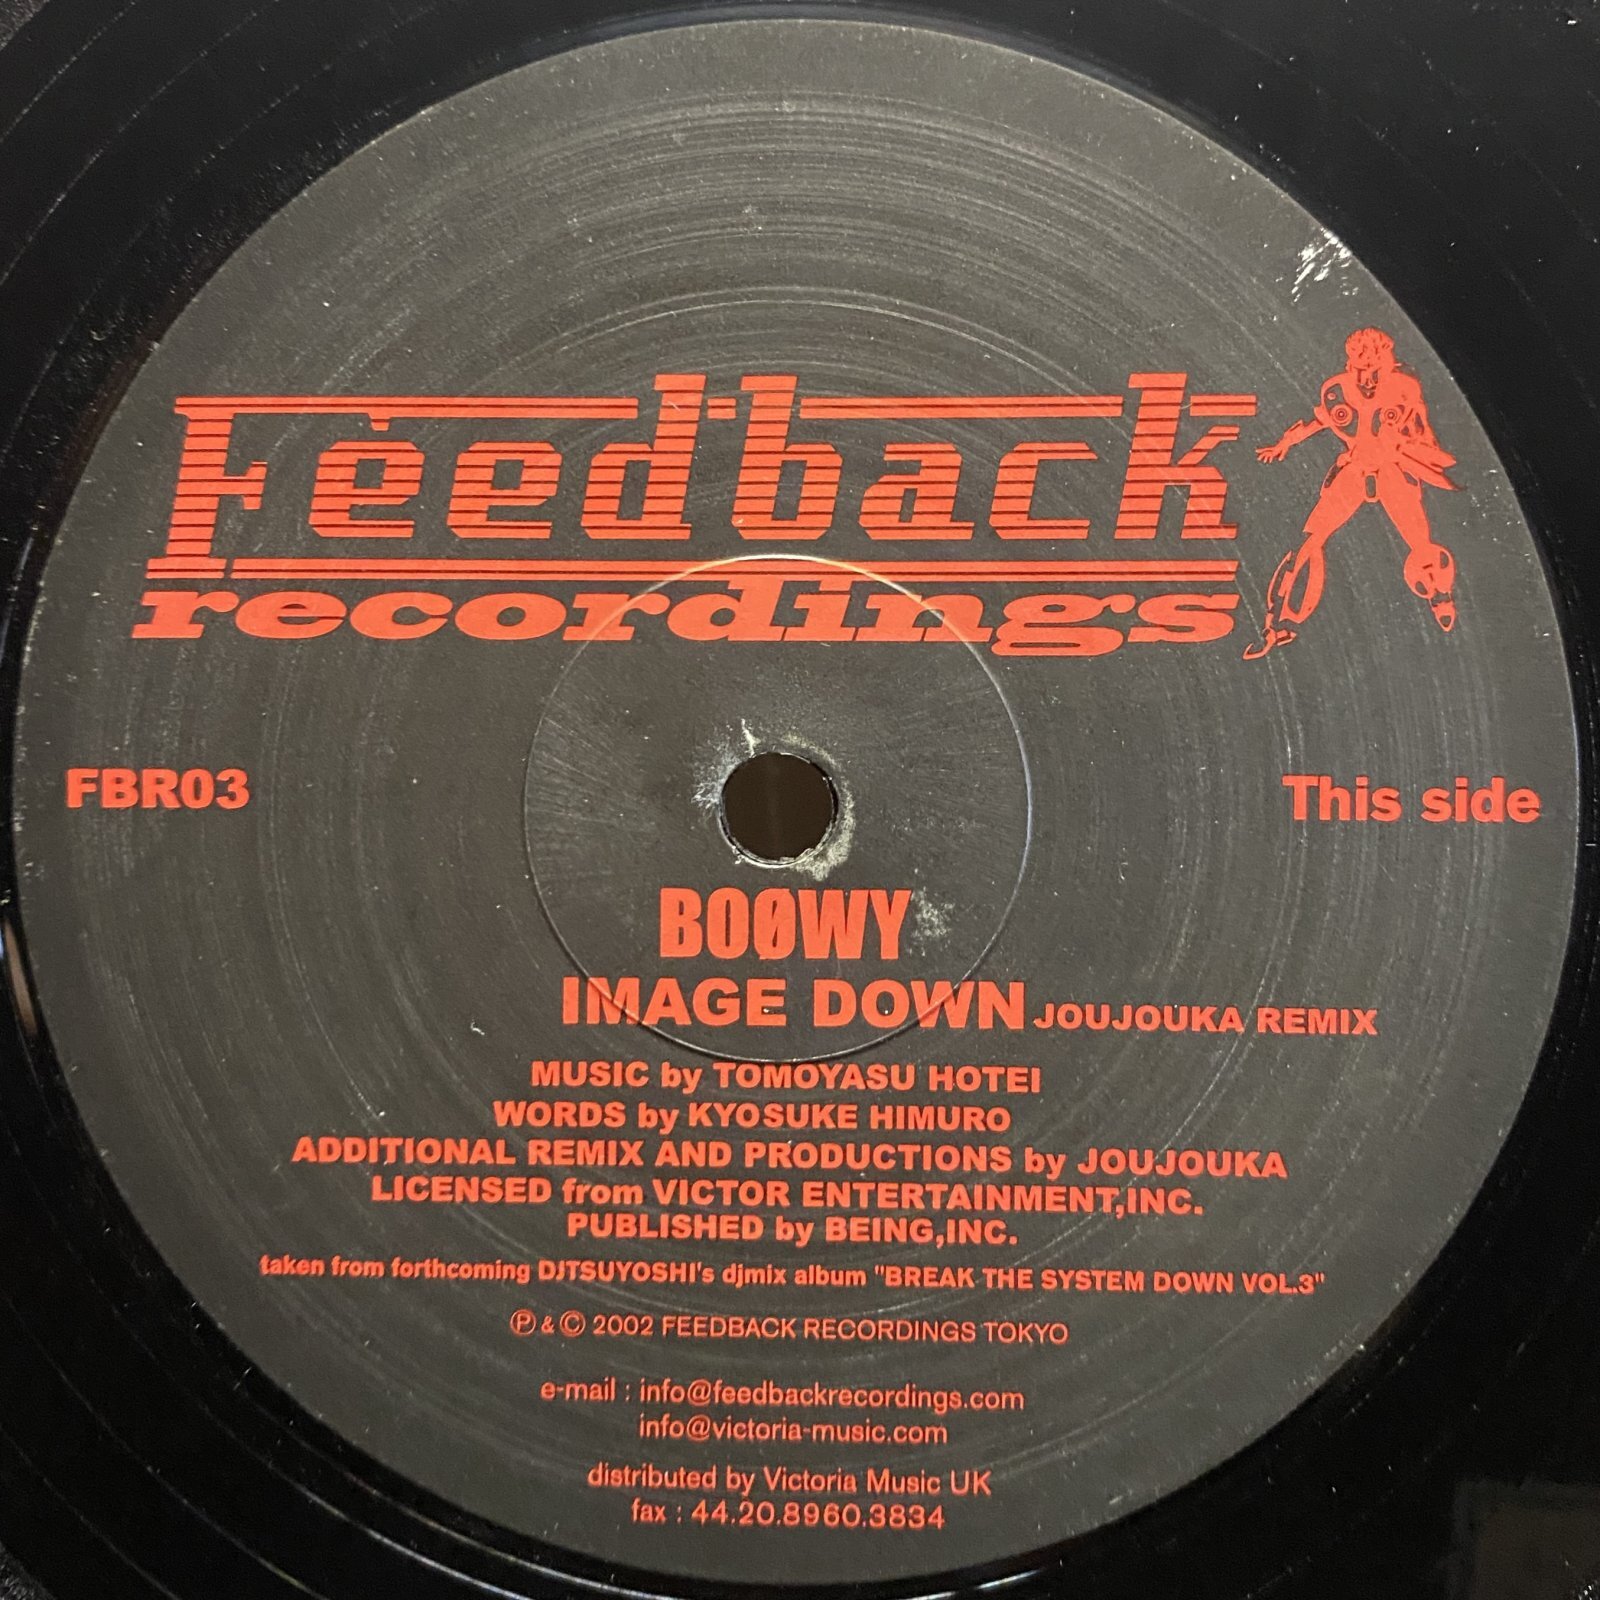 Feedback
recordings
FBR03
This side
BOØWY
IMAGE DOWN JOUJOUKA REMIX
MUSIC by TOMOYASU HOTEI
WORDS by KYOSUKE HIMURO
ADDITIONAL REMIX AND PRODUCTIONS by JOUJOUKA
LICENSED from VICTOR ENTERTAINMENT,INC.
PUBLISHED by BEING,INC.
taken from forthcoming DJTSUYOSHI's djmix album "BREAK THE SYSTEM DOWN VOL.3"
℗ & © 2002 FEEDBACK RECORDINGS TOKYO
e-mail : info@feedbackrecordings.com
info@victoria-music.com
distributed by Victoria Music UK
fax : 44.20.8960.3834